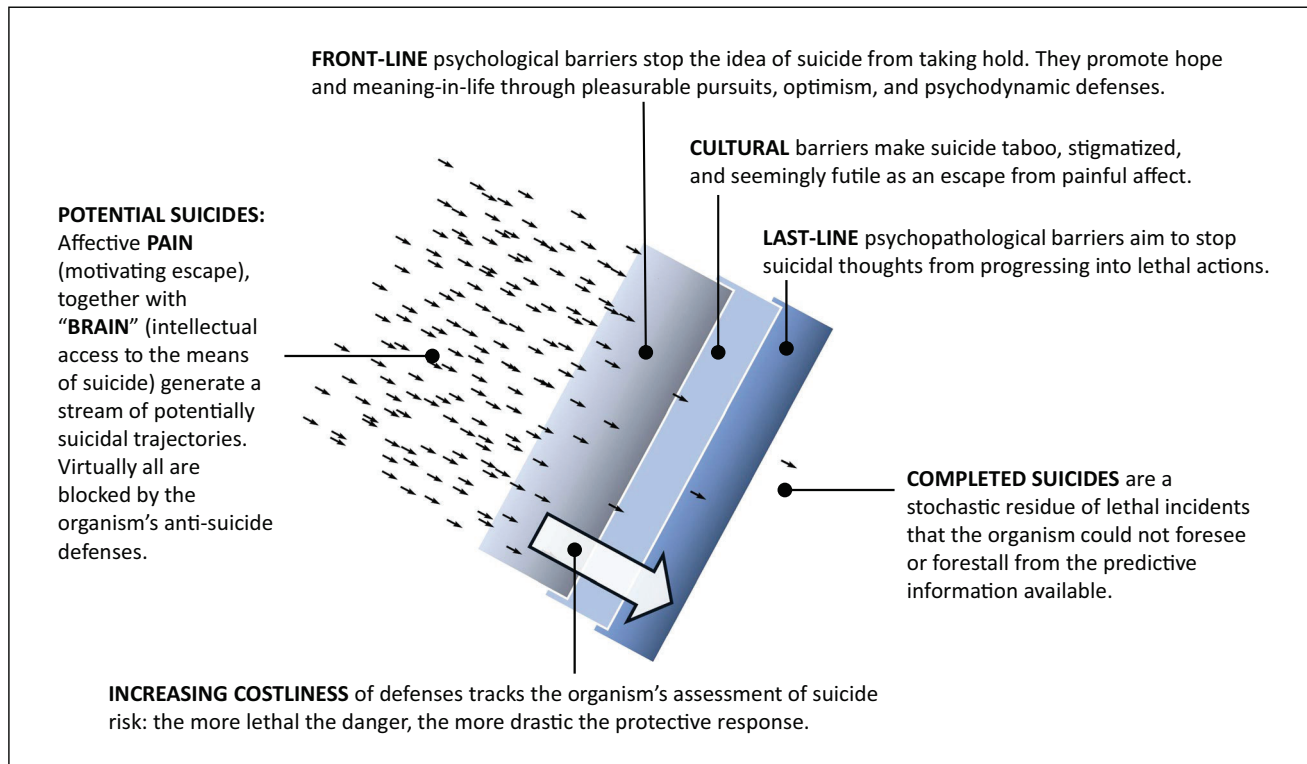 FRONT-LINE psychological barriers stop the idea of suicide from taking hold. They promote hope
and meaning-in-life through pleasurable pursuits, optimism, and psychodynamic defenses.
CULTURAL barriers make suicide taboo, stigmatized,
and seemingly futile as an escape from painful affect.
LAST-LINE psychopathological barriers aim to stop
suicidal thoughts from progressing into lethal actions.
POTENTIAL SUICIDES:
Affective PAIN
(motivating escape),
together with
“BRAIN” (intellectual
access to the means
of suicide) generate a
stream of potentially
suicidal trajectories.
Virtually all are
blocked by the
organism’s anti-suicide
defenses.
COMPLETED SUICIDES are a
stochastic residue of lethal incidents
that the organism could not foresee
or forestall from the predictive
information available.
INCREASING COSTLINESS of defenses tracks the organism’s assessment of suicide
risk: the more lethal the danger, the more drastic the protective response.